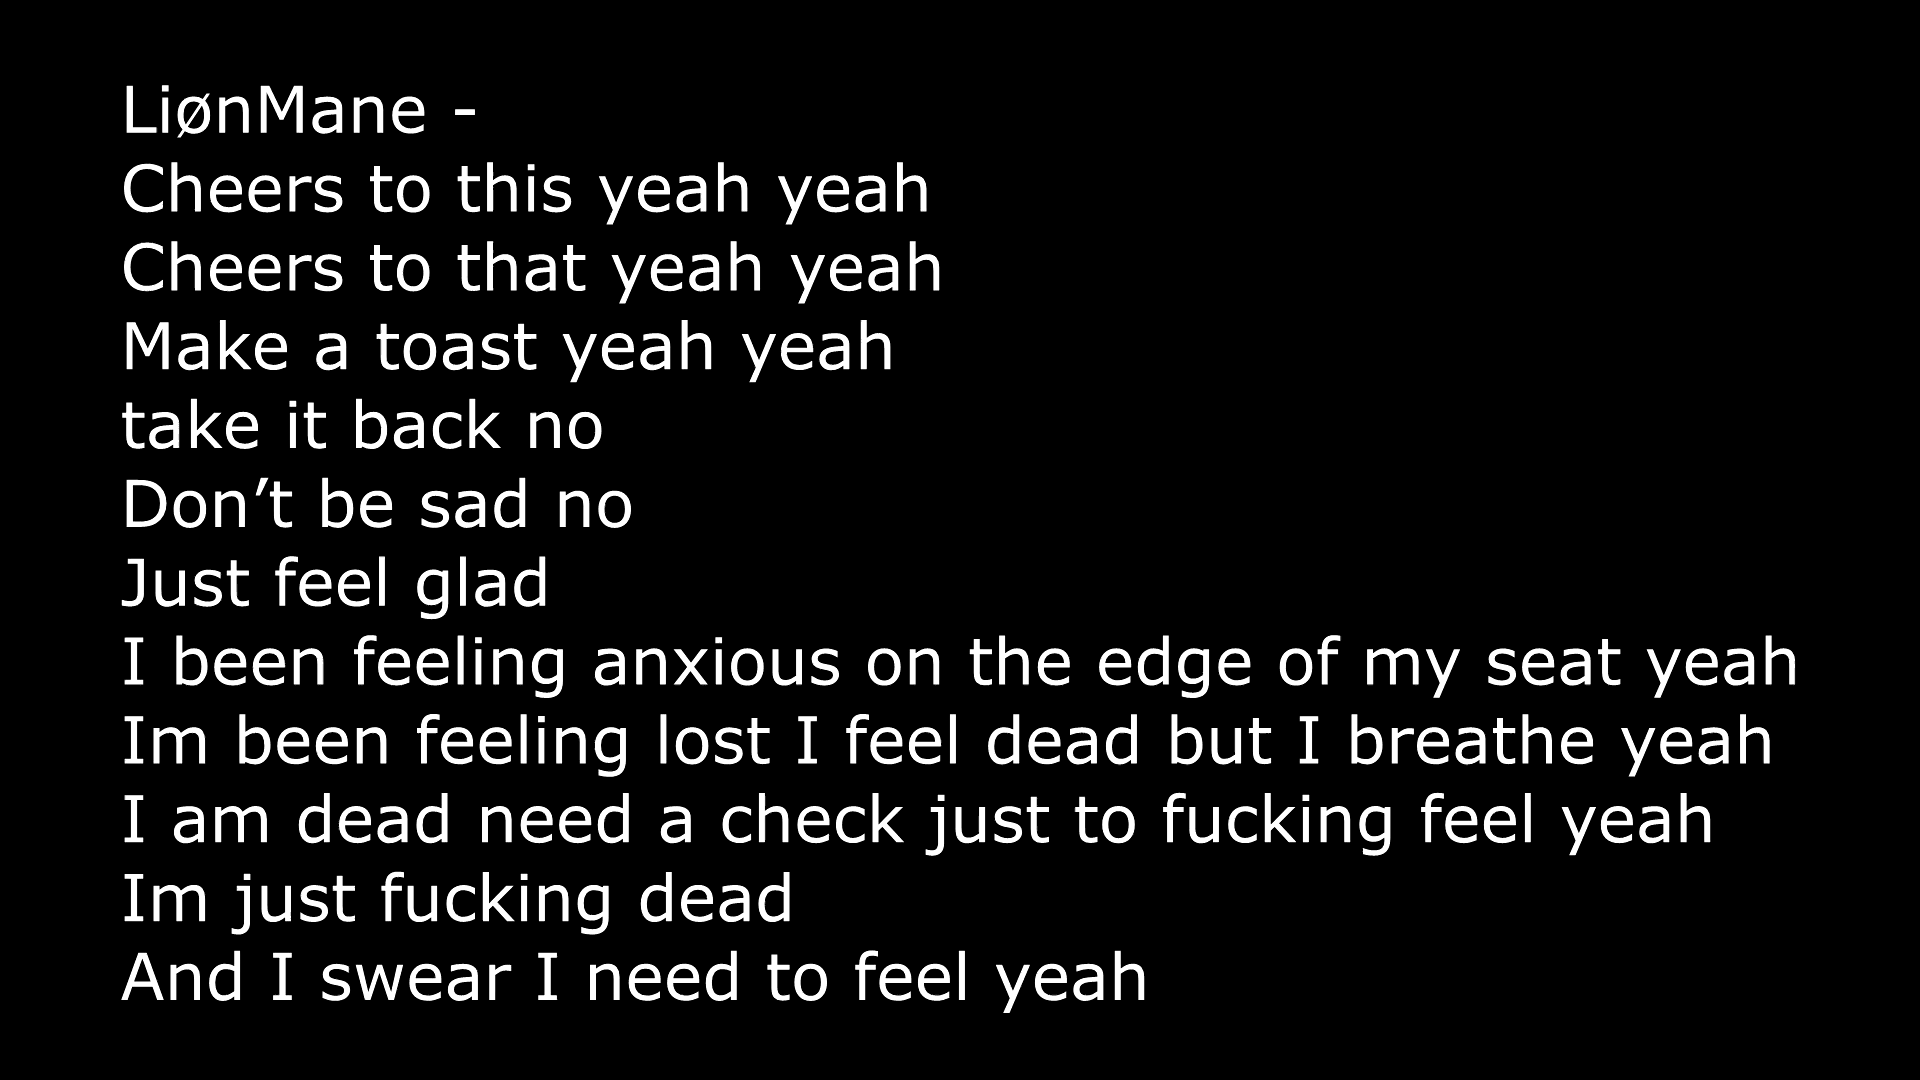 LiønMane -
Cheers to this yeah yeah
Cheers to that yeah yeah
Make a toast yeah yeah
take it back no
Don’t be sad no
Just feel glad
I been feeling anxious on the edge of my seat yeah
Im been feeling lost I feel dead but I breathe yeah
I am dead need a check just to fucking feel yeah
Im just fucking dead
And I swear I need to feel yeah